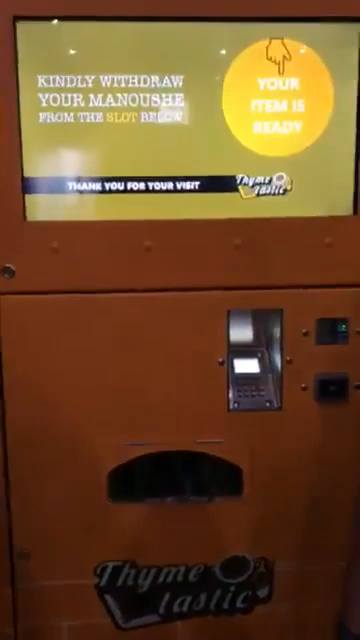 KINDLY WITHDRAW
YOUR MANOUSHE
FROM THE SLOT BELOW
YOUR
ITEM IS
READY
THANK YOU FOR YOUR VISIT
Thyme
tastic
Thyme
tastic